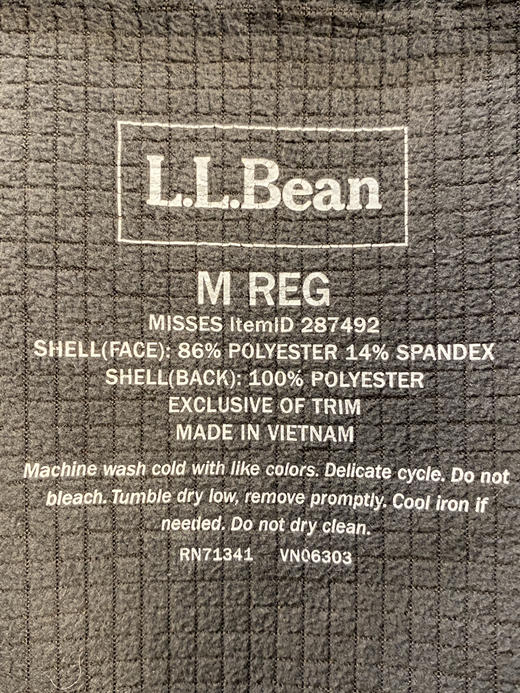 L.L.Bean
M REG
MISSES ItemID 287492
SHELL(FACE): 86% POLYESTER 14% SPANDEX
SHELL(BACK): 100% POLYESTER
EXCLUSIVE OF TRIM
MADE IN VIETNAM
Machine wash cold with like colors. Delicate cycle. Do not
bleach. Tumble dry low, remove promptly. Cool iron if
needed. Do not dry clean.
RN71341 VN06303